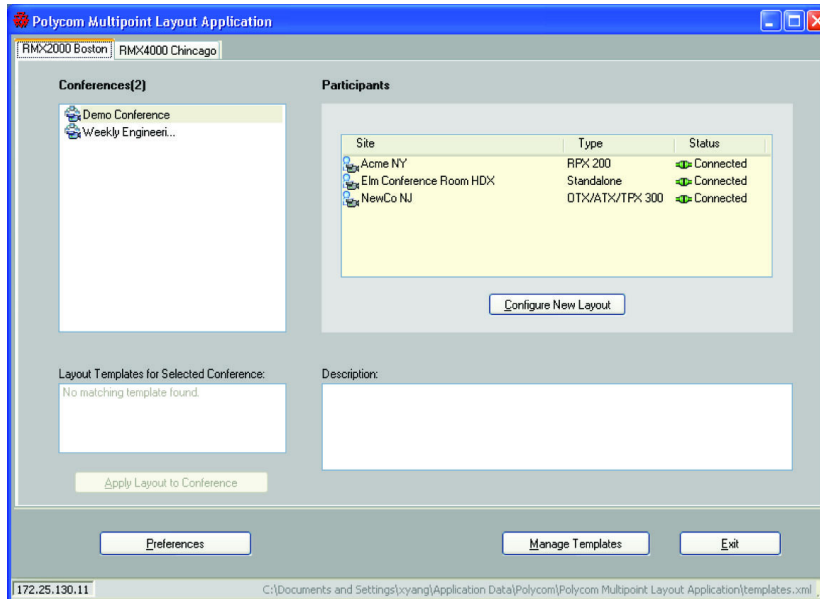 Polycom Multipoint Layout Application
RMX2000 Boston RMX4000 Chincago
Conferences(2)
Demo Conference
Weekly Engineeri...
Participants
Site Type Status
Acme NY RPX 200 Connected
Elm Conference Room HDX Standalone Connected
NewCo NJ OTX/ATX/TPX 300 Connected
Configure New Layout
Layout Templates for Selected Conference:
No matching template found.
Apply Layout to Conference
Description:
Preferences Manage Templates Exit
172.25.130.11 C:\Documents and Settings\xyang\Application Data\Polycom\Polycom Multipoint Layout Application\templates.xml